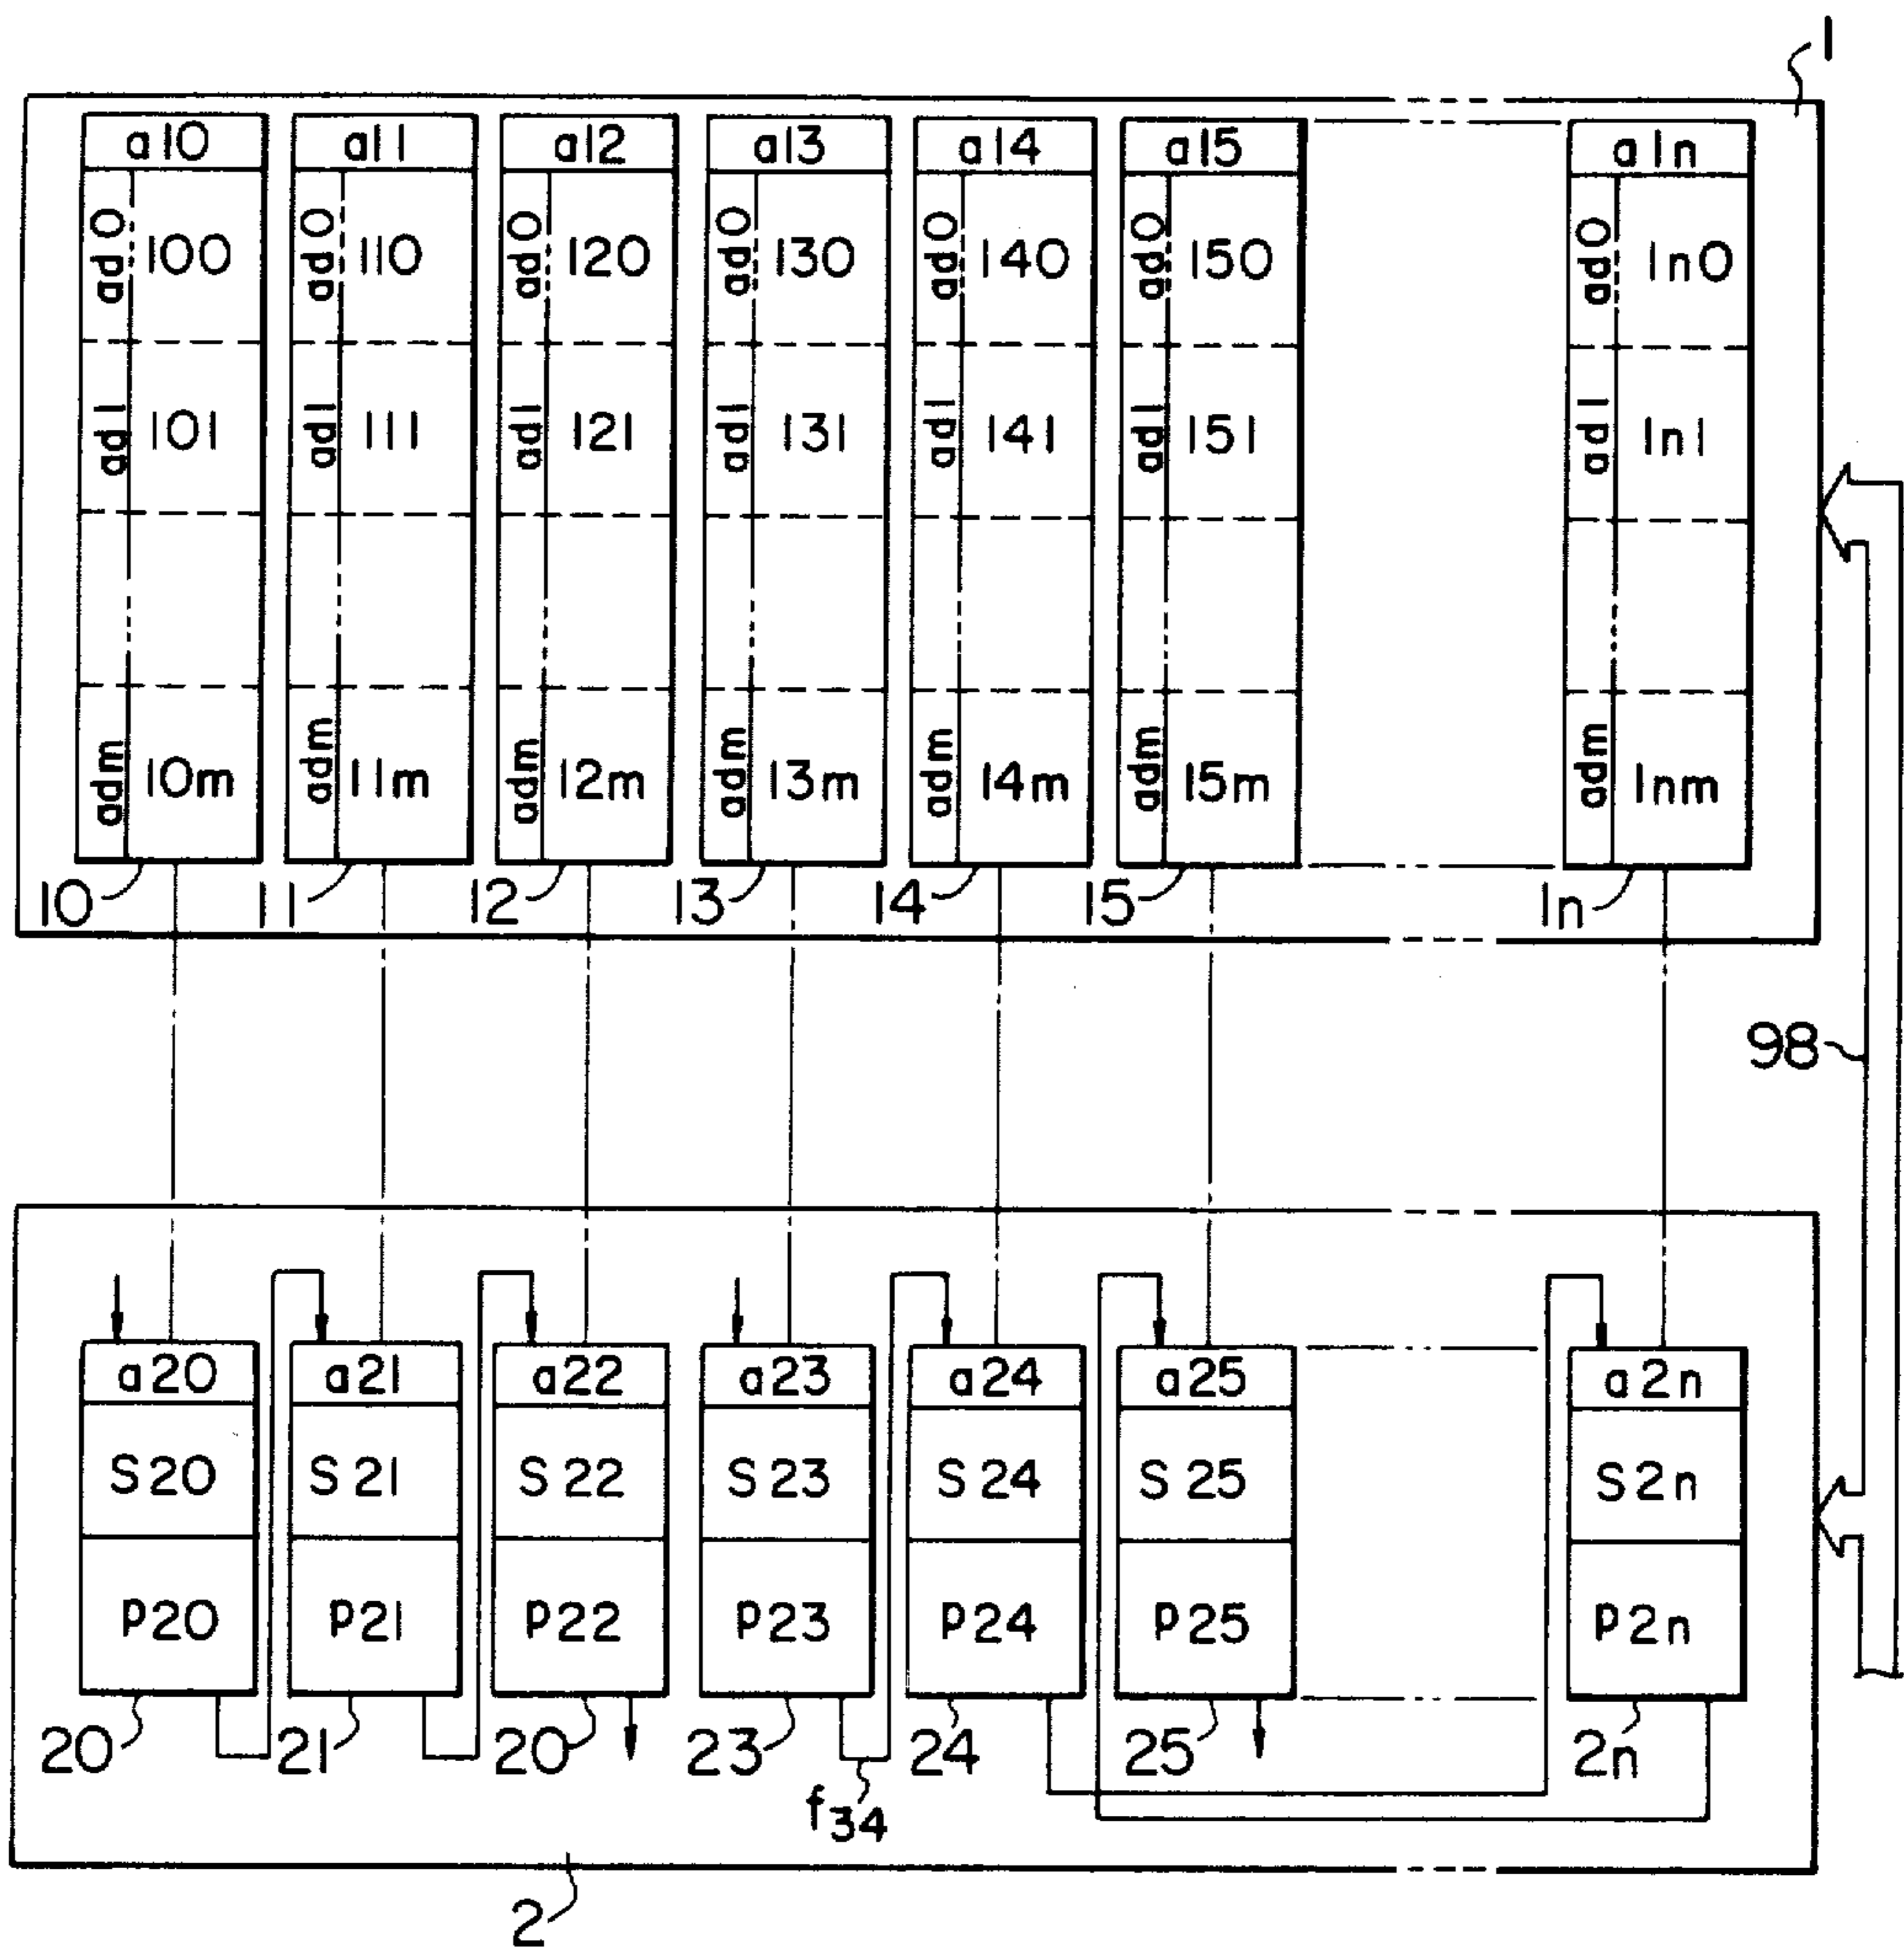 1
a10 a11 a12 a13 a14 a15 a1n
ad0 100 ad0 110 ad0 120 ad0 130 ad0 140 ad0 150 ad0 1n0
ad1 101 ad1 111 ad1 121 ad1 131 ad1 141 ad1 151 ad1 1n1
adm 10m adm 11m adm 12m adm 13m adm 14m adm 15m adm 1nm
10 11 12 13 14 15 1n
98
a20 a21 a22 a23 a24 a25 a2n
S20 S21 S22 S23 S24 S25 S2n
P20 P21 P22 P23 P24 P25 P2n
20 21 20 23 24 25 2n
f34
2